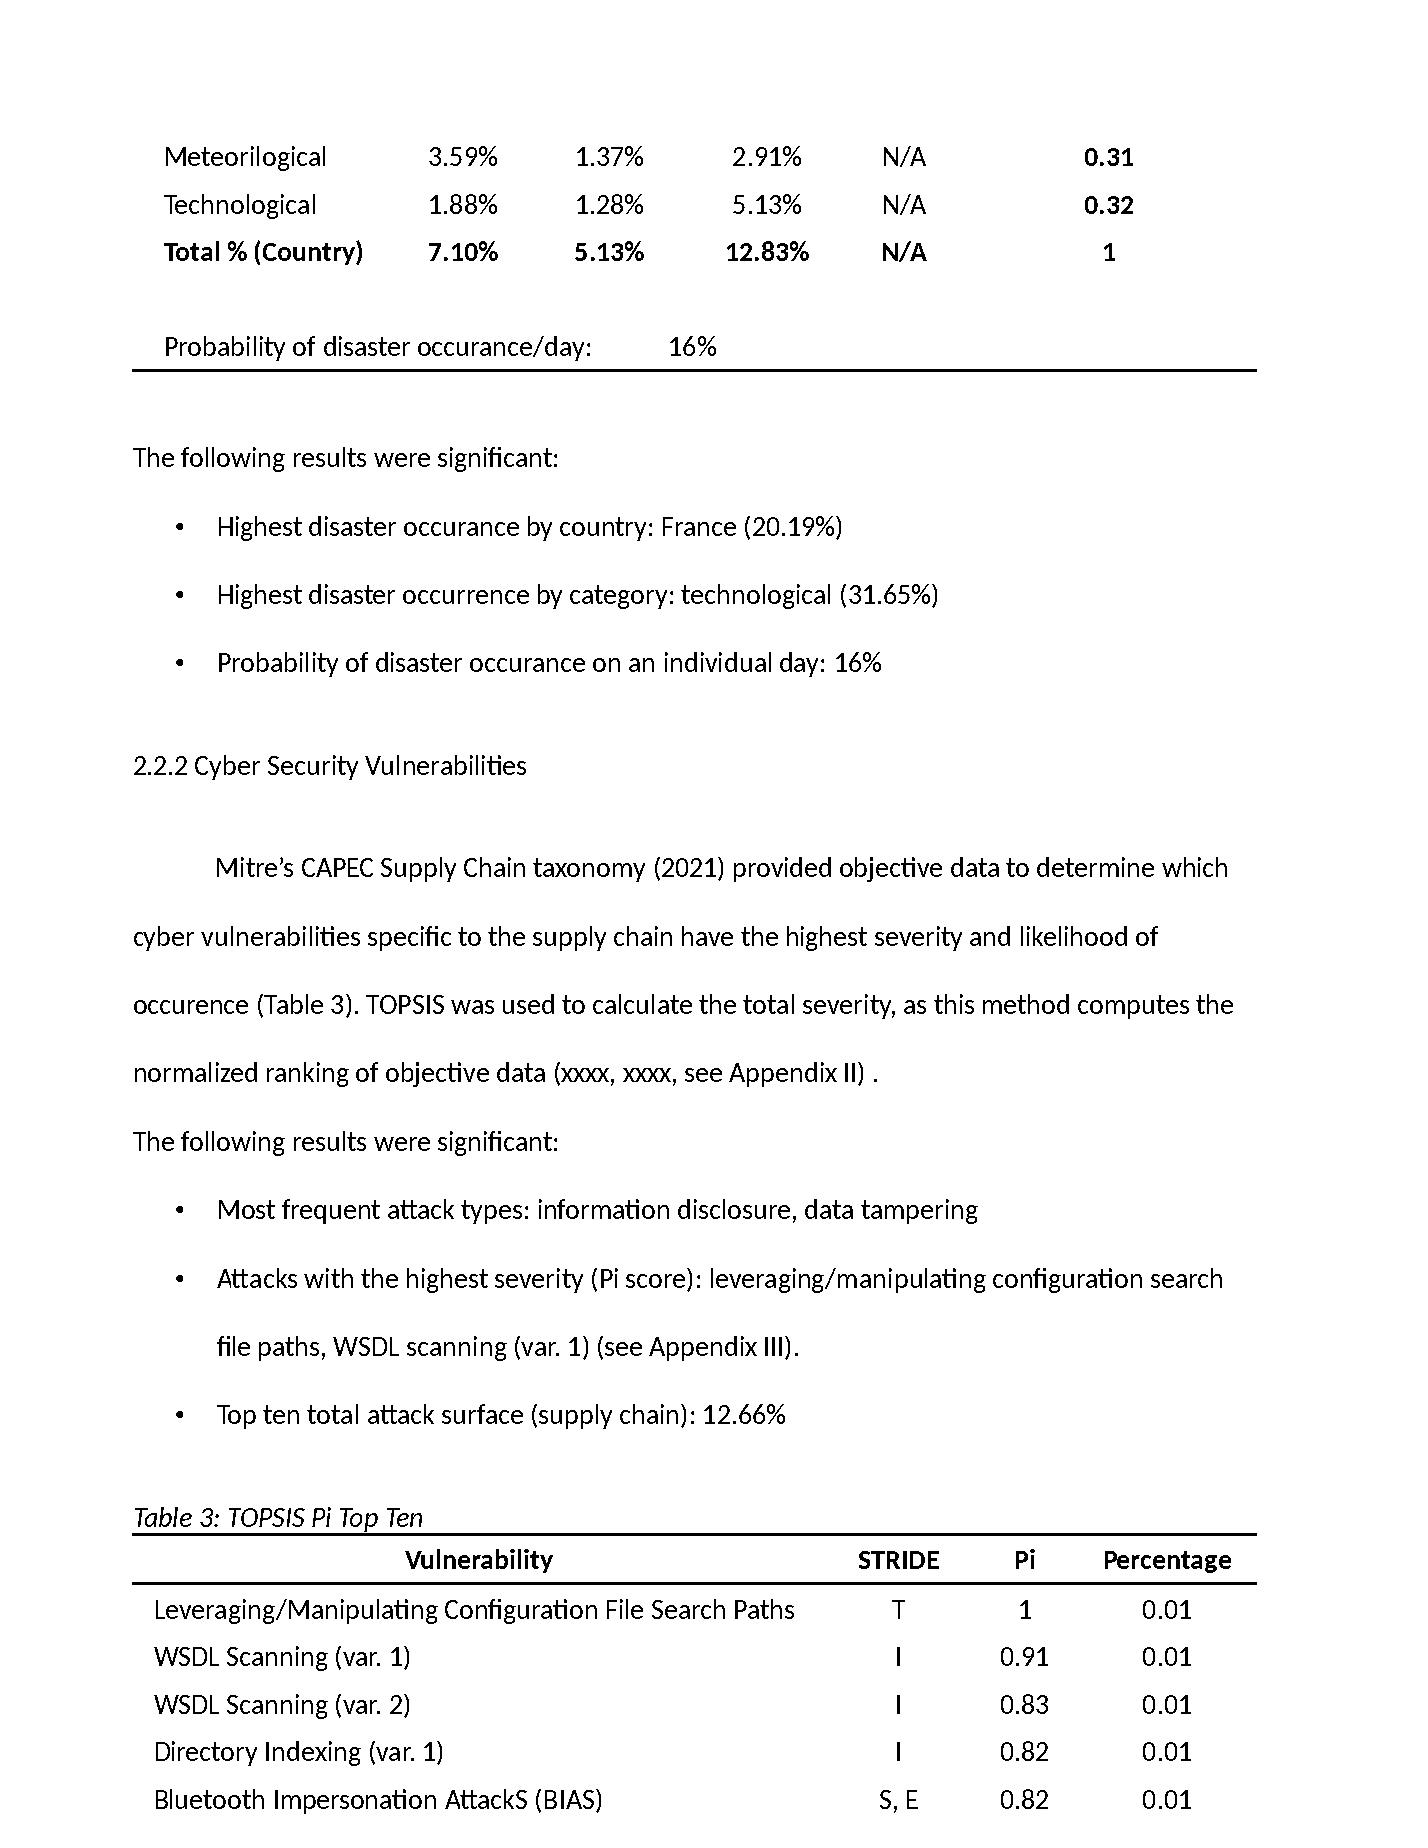 Meteorilogical 3.59% 1.37% 2.91% N/A 0.31
Technological 1.88% 1.28% 5.13% N/A 0.32
Total % (Country) 7.10% 5.13% 12.83% N/A 1
Probability of disaster occurance/day: 16%
The following results were significant:
• Highest disaster occurance by country: France (20.19%)
• Highest disaster occurrence by category: technological (31.65%)
• Probability of disaster occurance on an individual day: 16%
2.2.2 Cyber Security Vulnerabilities
Mitre’s CAPEC Supply Chain taxonomy (2021) provided objective data to determine which
cyber vulnerabilities specific to the supply chain have the highest severity and likelihood of
occurence (Table 3). TOPSIS was used to calculate the total severity, as this method computes the
normalized ranking of objective data (xxxx, xxxx, see Appendix II) .
The following results were significant:
• Most frequent attack types: information disclosure, data tampering
• Attacks with the highest severity (Pi score): leveraging/manipulating configuration search
file paths, WSDL scanning (var. 1) (see Appendix III).
• Top ten total attack surface (supply chain): 12.66%
Table 3: TOPSIS Pi Top Ten
Vulnerability STRIDE Pi Percentage
Leveraging/Manipulating Configuration File Search Paths T 1 0.01
WSDL Scanning (var. 1) I 0.91 0.01
WSDL Scanning (var. 2) I 0.83 0.01
Directory Indexing (var. 1) I 0.82 0.01
Bluetooth Impersonation AttackS (BIAS) S, E 0.82 0.01